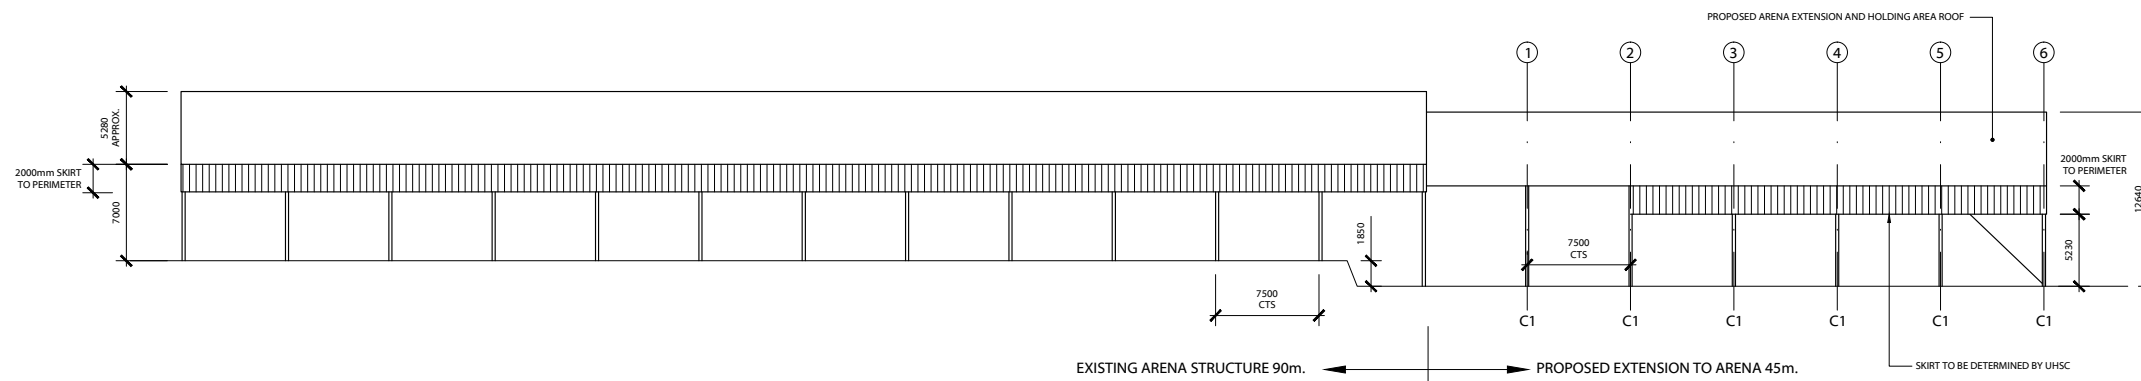 PROPOSED ARENA EXTENSION AND HOLDING AREA ROOF
1
2
3
4
5
6
5280
APPROX.
2000mm SKIRT
TO PERIMETER
7000
1850
7500
CTS
7500
CTS
2000mm SKIRT
TO PERIMETER
5230
12640
C1
C1
C1
C1
C1
C1
EXISTING ARENA STRUCTURE 90m.
PROPOSED EXTENSION TO ARENA 45m.
SKIRT TO BE DETERMINED BY UHSC